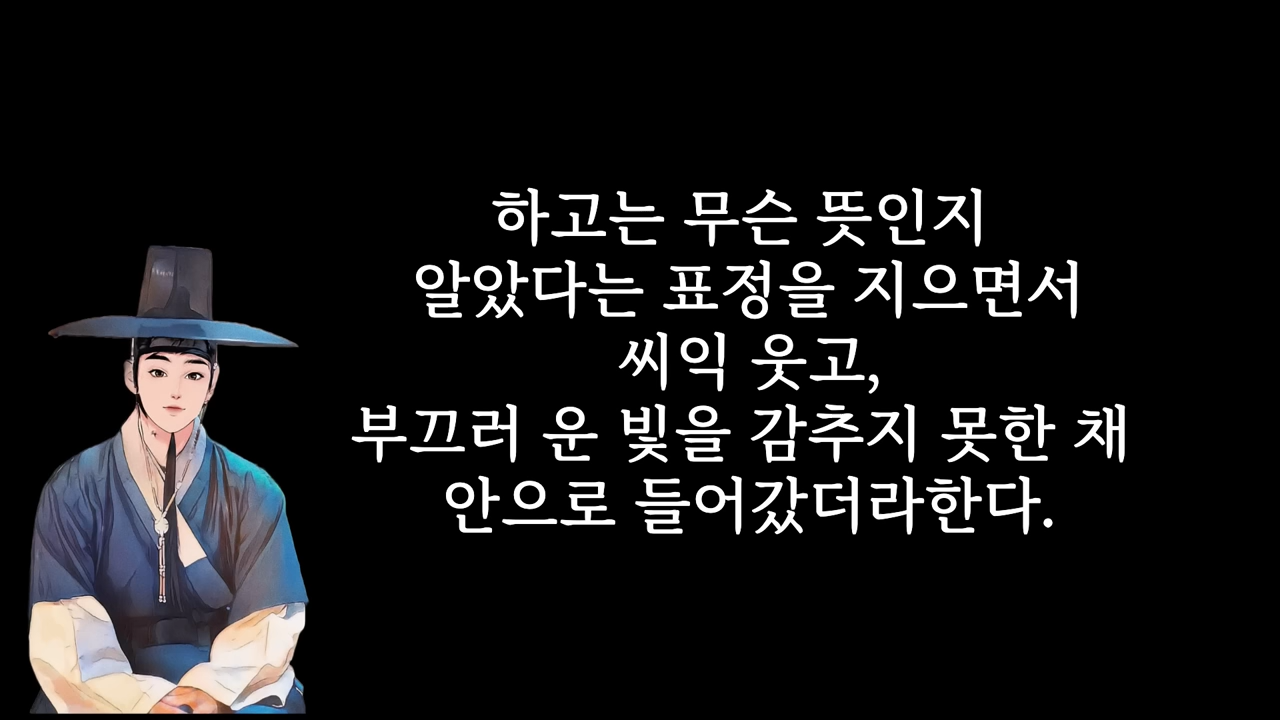 하고는 무슨 뜻인지
알았다는 표정을 지으면서
씨익 웃고,
부끄러 운 빛을 감추지 못한 채
안으로 들어갔더라한다.